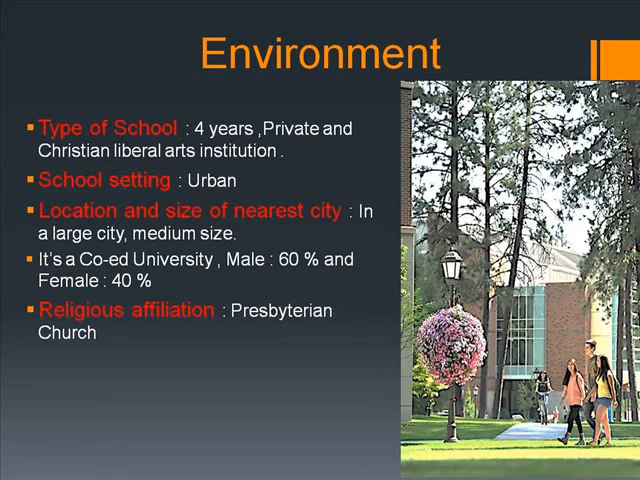 Environment
Type of School : 4 years ,Private and
Christian liberal arts institution .
School setting : Urban
Location and size of nearest city : In
a large city, medium size.
It's a Co-ed University , Male : 60 % and
Female : 40 %
Religious affiliation : Presbyterian
Church